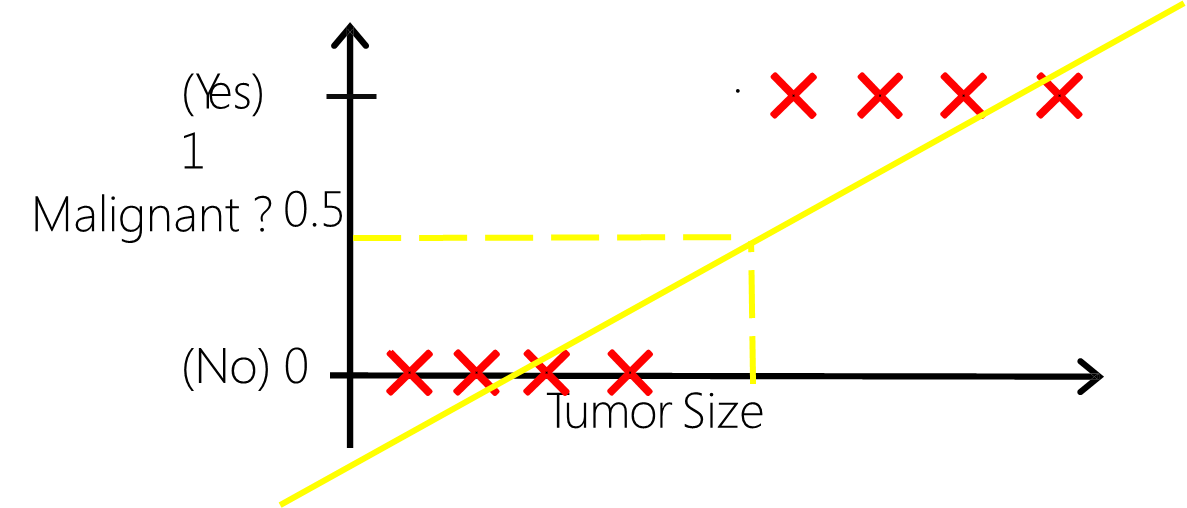 (Yes)
1
Malignant ? 0.5
(No) 0
Tumor Size